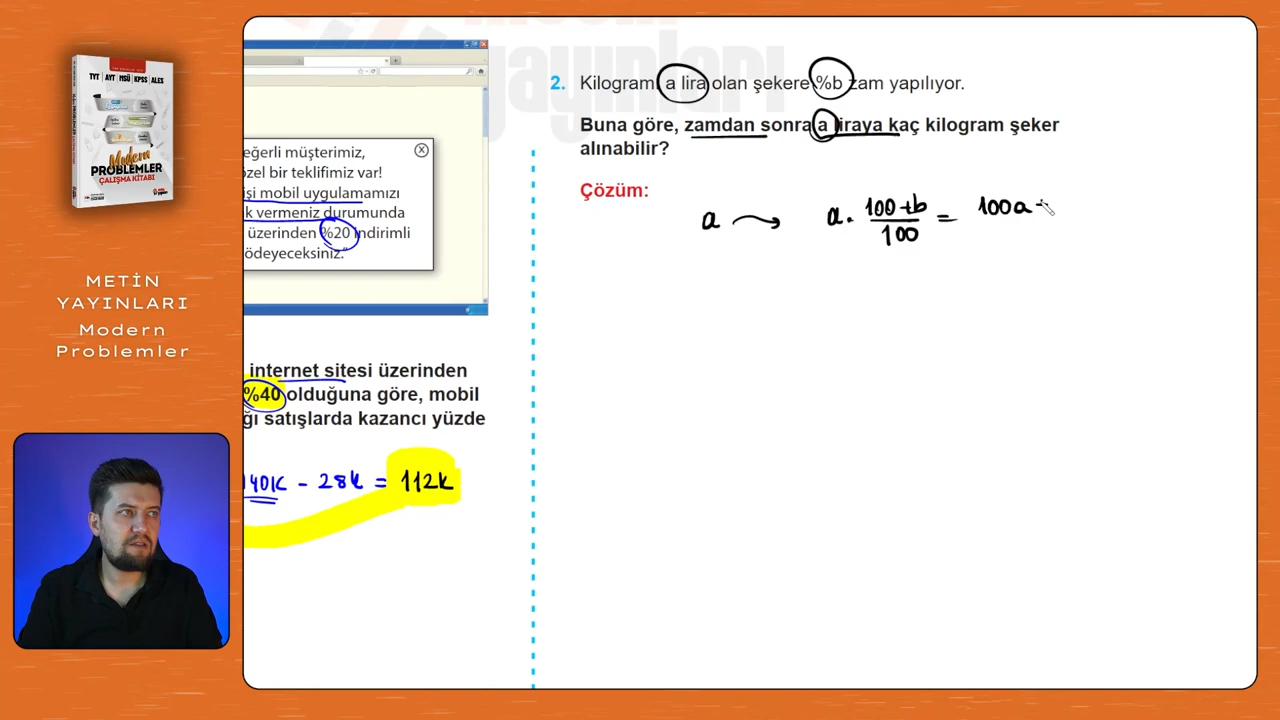 TYT | AYT | MSÜ | KPSS | ALES
Modern
PROBLEMLER
ÇALIŞMA KİTABI
METİN
YAYINLARI
Modern
Problemler
yayınları
eğerli müşterimiz,
özel bir teklifimiz var!
işi mobil uygulamamızı
k vermeniz durumunda
üzerinden %20 indirimli
ödeyeceksiniz."
internet sitesi üzerinden
%40 olduğuna göre, mobil
ğı satışlarda kazancı yüzde
140k - 28k = 112k
2. Kilogramı a lira olan şekere %b zam yapılıyor.
Buna göre, zamdan sonra a liraya kaç kilogram şeker
alınabilir?
Çözüm:
a → a · (100+b)/100 = 100a -